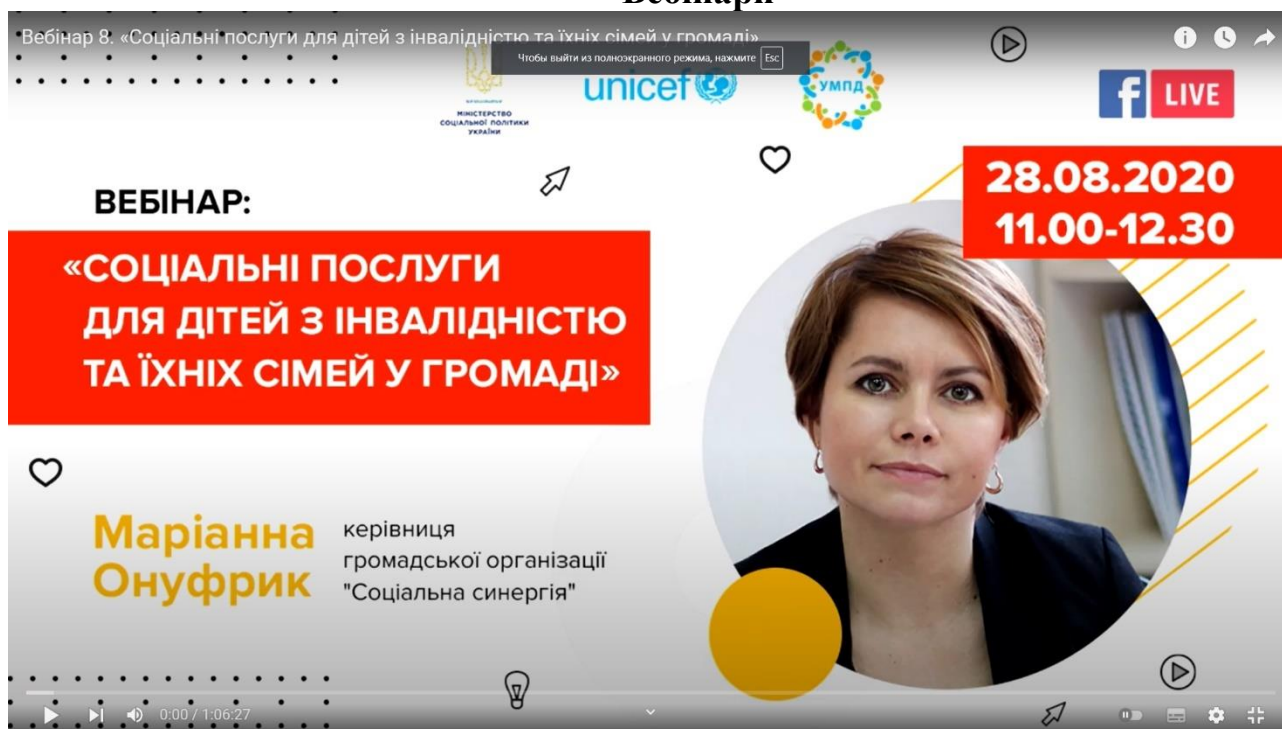 Вебінари
Вебінар 8. «Соціальні послуги для дітей з інвалідністю та їхніх сімей у громаді»
Чтобы выйти из полноэкранного режима, нажмите Esc
МІНІСТЕРСТВО
СОЦІАЛЬНОЇ ПОЛІТИКИ
УКРАЇНИ
unicef
УМПД
f LIVE
28.08.2020
11.00-12.30
ВЕБІНАР:
«СОЦІАЛЬНІ ПОСЛУГИ
ДЛЯ ДІТЕЙ З ІНВАЛІДНІСТЮ
ТА ЇХНІХ СІМЕЙ У ГРОМАДІ»
Маріанна
Онуфрик
керівниця
громадської організації
"Соціальна синергія"
0:00 / 1:06:27